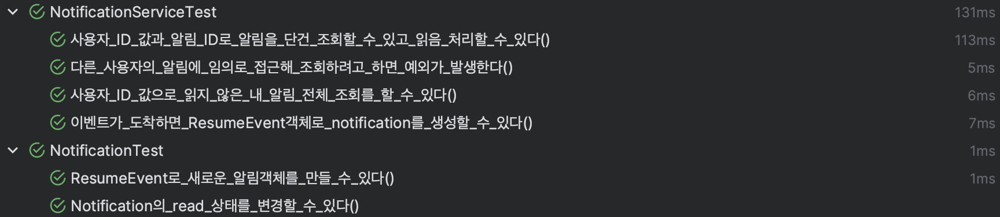 NotificationServiceTest 131ms
사용자_ID_값과_알림_ID로_알림을_단건_조회할_수_있고_읽음_처리할_수_있다() 113ms
다른_사용자의_알림에_임의로_접근해_조회하려고_하면_예외가_발생한다() 5ms
사용자_ID_값으로_읽지_않은_내_알림_전체_조회를_할_수_있다() 6ms
이벤트가_도착하면_ResumeEvent객체로_notification를_생성할_수_있다() 7ms
NotificationTest 1ms
ResumeEvent로_새로운_알림객체를_만들_수_있다() 1ms
Notification의_read_상태를_변경할_수_있다()